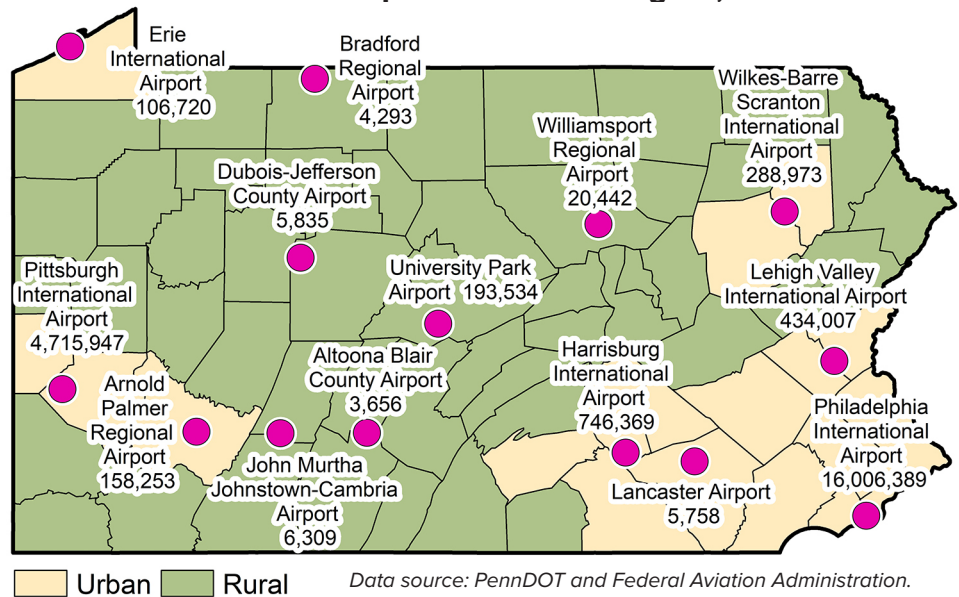 Erie
International
Airport
106,720
Bradford
Regional
Airport
4,293
Wilkes-Barre
Scranton
International
Airport
288,973
Williamsport
Regional
Airport
20,442
Dubois-Jefferson
County Airport
5,835
Pittsburgh
International
Airport
4,715,947
University Park
Airport 193,534
Lehigh Valley
International Airport
434,007
Altoona Blair
County Airport
3,656
Harrisburg
International
Airport
746,369
Arnold
Palmer
Regional
Airport
158,253
Philadelphia
International
Airport
16,006,389
John Murtha
Johnstown-Cambria
Airport
6,309
Lancaster Airport
5,758
Urban
Rural
Data source: PennDOT and Federal Aviation Administration.